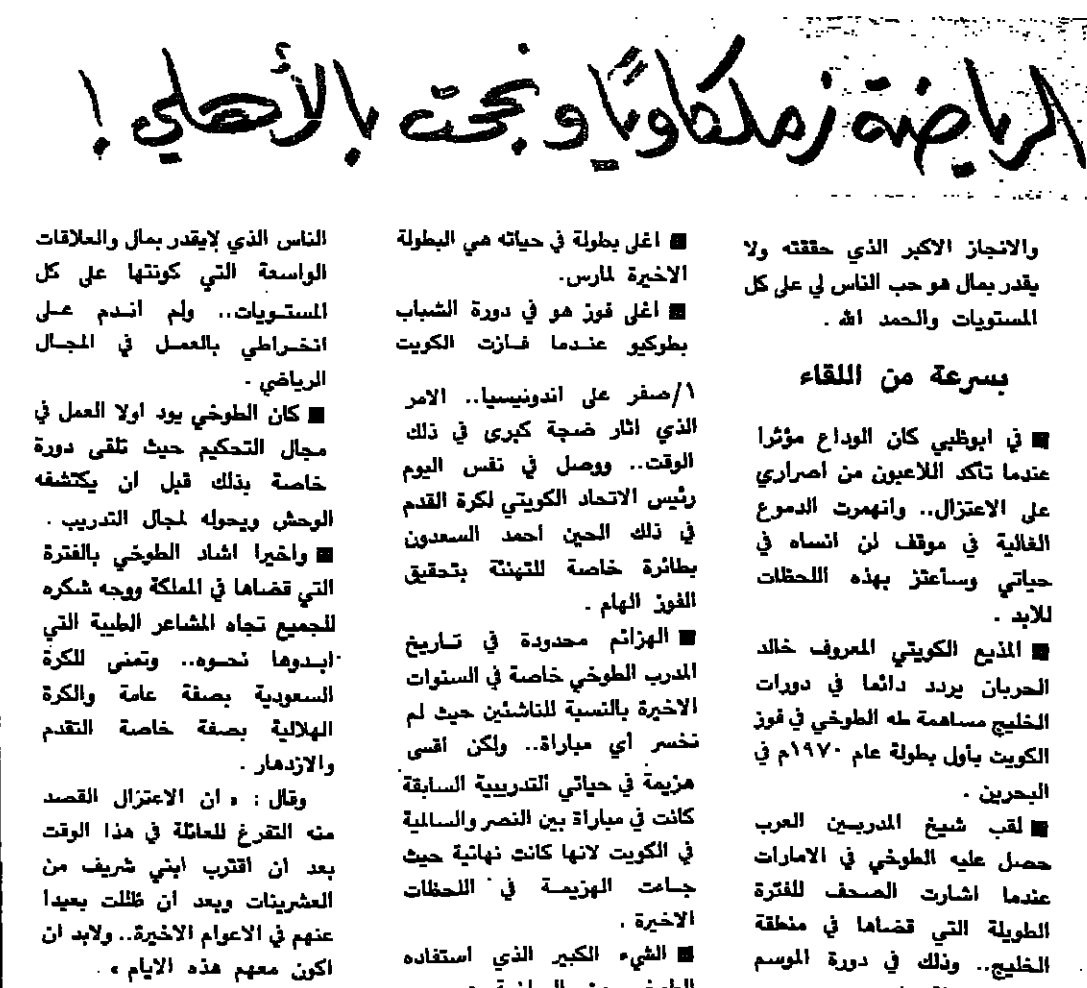 الرياضة زملكاويًا ونجحت بالأهلي !
والانجاز الاكبر الذي حققته ولا
يقدر بمال هو حب الناس لي على كل
المستويات والحمد الله .
بسرعة من اللقاء
■ في ابوظبي كان الوداع مؤثرا
عندما تأكد اللاعبون من اصراري
على الاعتزال.. وانهمرت الدموع
الغالية في موقف لن انساه في
حياتي وسأعتز بهذه اللحظات
للابد .
■ المذيع الكويتي المعروف خالد
الحربان يردد دائما في دورات
الخليج مساهمة طه الطوخي في فوز
الكويت بأول بطولة عام ١٩٧٠م في
البحرين .
■ لقب شيخ المدربين العرب
حصل عليه الطوخي في الامارات
عندما اشارت الصحف للفترة
الطويلة التي قضاها في منطقة
الخليج.. وذلك في دورة الموسم
■ اغلى بطولة في حياته هي البطولة
الاخيرة لمارس.
■ اغلى فوز هو في دورة الشباب
بطوكيو عندما فازت الكويت
١/صفر على اندونيسيا.. الامر
الذي اثار ضجة كبرى في ذلك
الوقت.. ووصل في نفس اليوم
رئيس الاتحاد الكويتي لكرة القدم
في ذلك الحين احمد السعدون
بطائرة خاصة للتهنئة بتحقيق
الفوز الهام .
■ الهزائم محدودة في تاريخ
المدرب الطوخي خاصة في السنوات
الاخيرة بالنسبة للناشئين حيث لم
نخسر أي مباراة.. ولكن أقسى
هزيمة في حياتي التدريبية السابقة
كانت في مباراة بين النصر والسالمية
في الكويت لانها كانت نهائية حيث
جاءت الهزيمة في اللحظات
الاخيرة .
■ الشيء الكبير الذي استفاده
الناس الذي لايقدر بمال والعلاقات
الواسعة التي كونتها على كل
المستويات.. ولم اندم على
انخراطي بالعمل في المجال
الرياضي .
■ كان الطوخي يود اولا العمل في
مجال التحكيم حيث تلقى دورة
خاصة بذلك قبل ان يكتشفه
الوحش ويحوله لمجال التدريب .
■ واخيرا اشاد الطوخي بالفترة
التي قضاها في المملكة ووجه شكره
للجميع تجاه المشاعر الطيبة التي
ابدوها نحوه.. وتمنى للكرة
السعودية بصفة عامة والكرة
الهلالية بصفة خاصة التقدم
والازدهار .
وقال : « ان الاعتزال القصد
منه التفرغ للعائلة في هذا الوقت
بعد ان اقترب ابني شريف من
العشرينات وبعد ان ظللت بعيدا
عنهم في الاعوام الاخيرة.. ولابد ان
اكون معهم هذه الايام » .